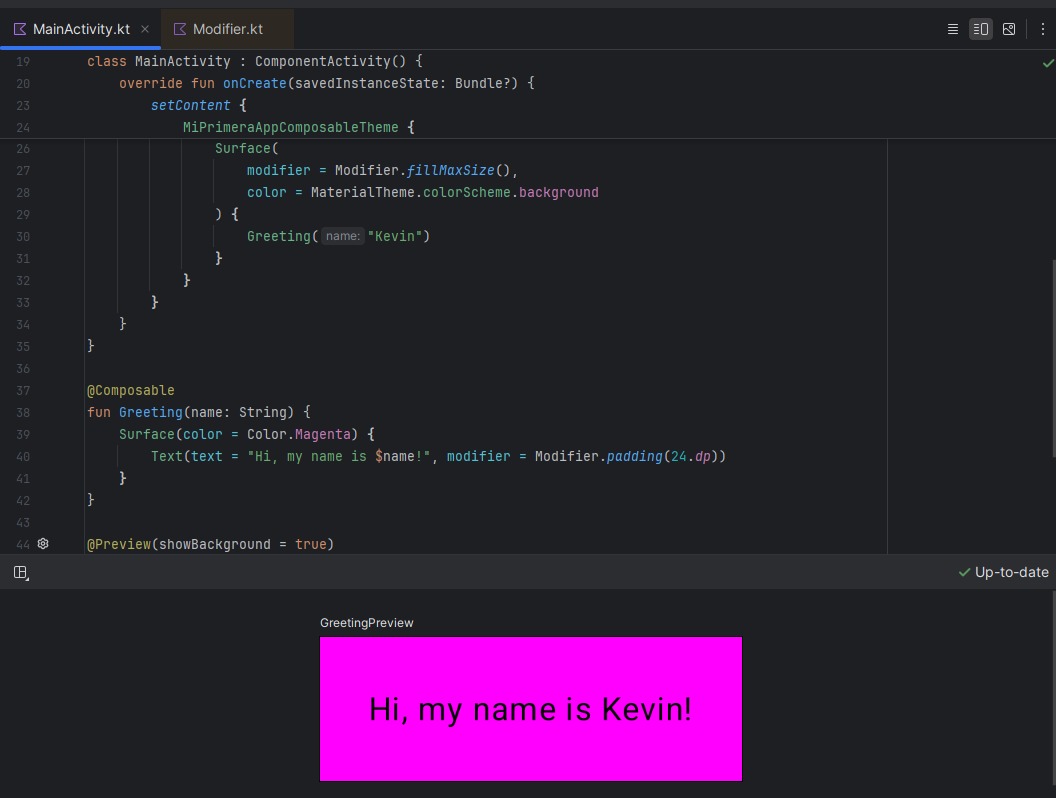 MainActivity.kt
Modifier.kt
19 class MainActivity : ComponentActivity() {
20 override fun onCreate(savedInstanceState: Bundle?) {
23 setContent {
24 MiPrimeraAppComposableTheme {
26 Surface(
27 modifier = Modifier.fillMaxSize(),
28 color = MaterialTheme.colorScheme.background
29 ) {
30 Greeting( name: "Kevin")
31 }
32 }
33 }
34 }
35 }
36
37 @Composable
38 fun Greeting(name: String) {
39 Surface(color = Color.Magenta) {
40 Text(text = "Hi, my name is $name!", modifier = Modifier.padding(24.dp))
41 }
42 }
43
44 @Preview(showBackground = true)
Up-to-date
GreetingPreview
Hi, my name is Kevin!